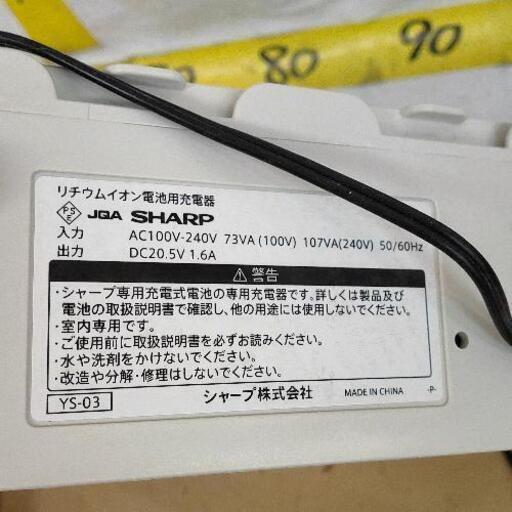 80 90
リチウムイオン電池用充電器
PSE JQA SHARP
入力 AC100V-240V 73VA(100V) 107VA(240V) 50/60Hz
出力 DC20.5V 1.6A
警告
・シャープ専用充電式電池の専用充電器です。詳しくは製品及び
電池の取扱説明書で確認し、他の用途には使用しないでください。
・室内専用です。
・ご使用前に取扱説明書を必ずお読みください。
・水や洗剤をかけないでください。
・改造や分解・修理はしないでください。
YS-03 シャープ株式会社 MADE IN CHINA -P-